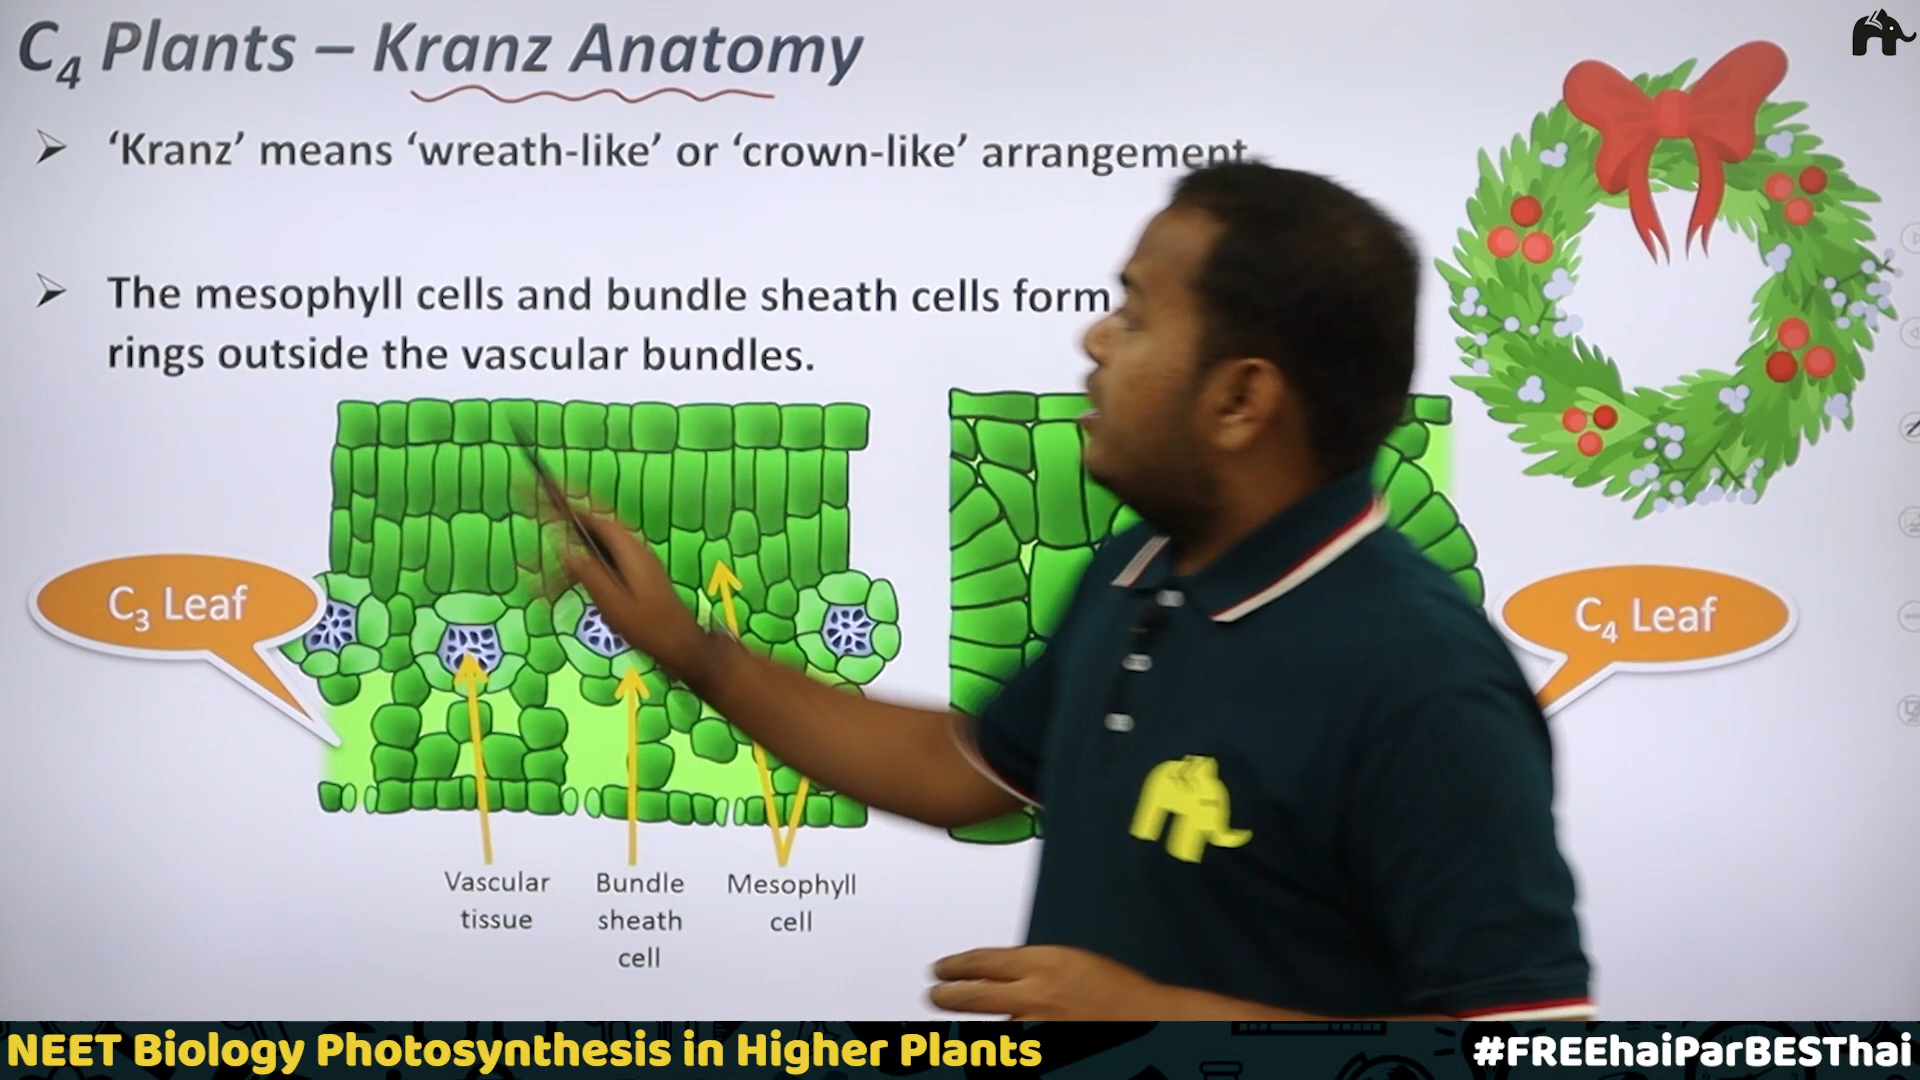 C₄ Plants – Kranz Anatomy
‘Kranz’ means ‘wreath-like’ or ‘crown-like’ arrangement.
The mesophyll cells and bundle sheath cells form
rings outside the vascular bundles.
C₃ Leaf
C₄ Leaf
Vascular
tissue
Bundle
sheath
cell
Mesophyll
cell
NEET Biology Photosynthesis in Higher Plants
#FREEhaiParBESThai